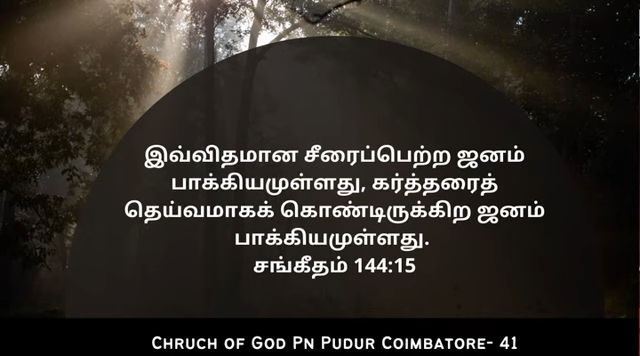 இவ்விதமான சீரைப்பெற்ற ஜனம்
பாக்கியமுள்ளது, கர்த்தரைத்
தெய்வமாகக் கொண்டிருக்கிற ஜனம்
பாக்கியமுள்ளது.
சங்கீதம் 144:15
Chruch of God Pn Pudur Coimbatore- 41